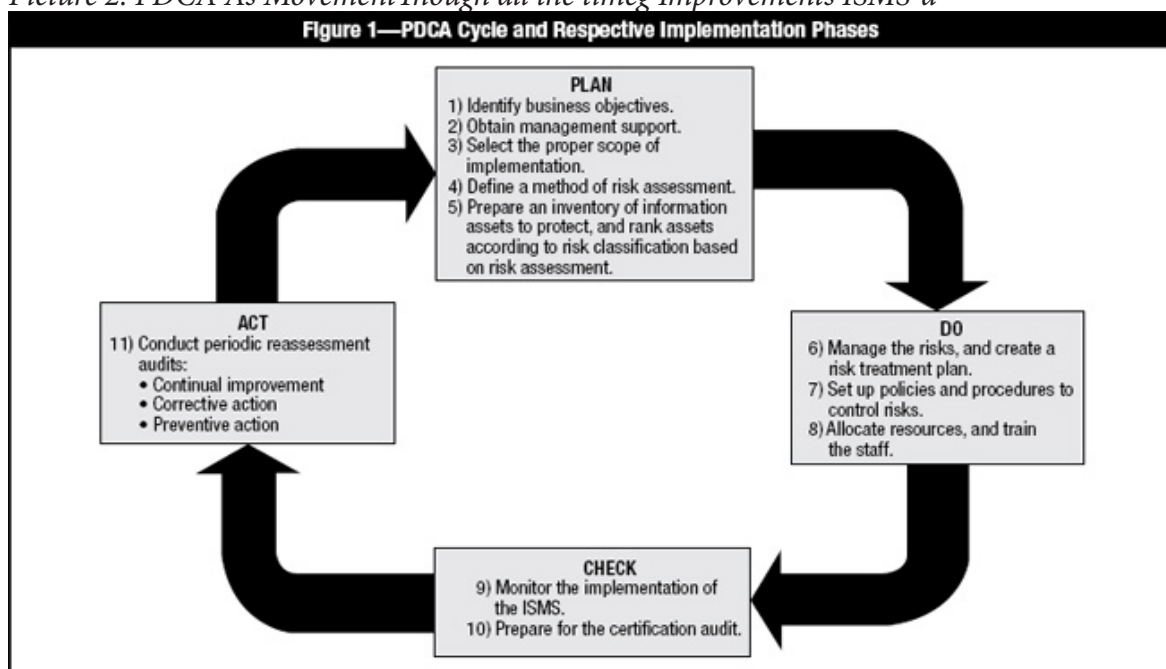 Figure 1—PDCA Cycle and Respective Implementation Phases
PLAN
1) Identify business objectives.
2) Obtain management support.
3) Select the proper scope of
implementation.
4) Define a method of risk assessment.
5) Prepare an inventory of information
assets to protect, and rank assets
according to risk classification based
on risk assessment.
DO
6) Manage the risks, and create a
risk treatment plan.
7) Set up policies and procedures to
control risks.
8) Allocate resources, and train
the staff.
CHECK
9) Monitor the implementation of
the ISMS.
10) Prepare for the certification audit.
ACT
11) Conduct periodic reassessment
audits:
• Continual improvement
• Corrective action
• Preventive action